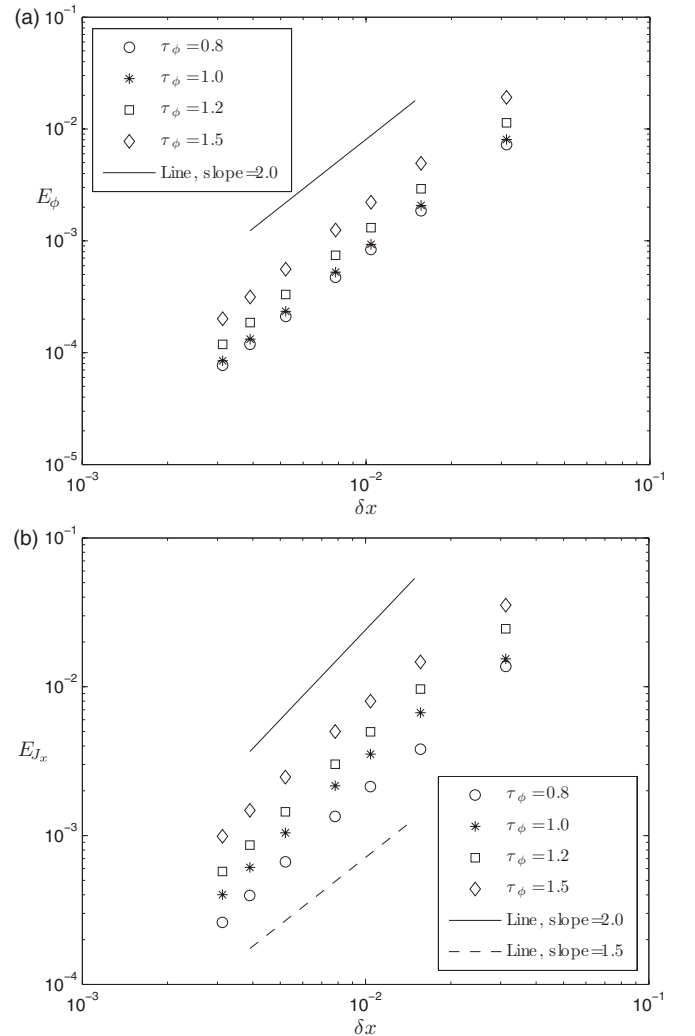 (a)
10⁰
10⁻¹
10⁻²
10⁻³
10⁻⁴
10⁻⁵
E_ϕ
τ_ϕ=0.8
τ_ϕ=1.0
τ_ϕ=1.2
τ_ϕ=1.5
Line, slope=2.0
10⁻³
10⁻²
10⁻¹
δx
(b)
10⁻¹
10⁻²
10⁻³
10⁻⁴
E_{J_x}
τ_ϕ=0.8
τ_ϕ=1.0
τ_ϕ=1.2
τ_ϕ=1.5
Line, slope=2.0
Line, slope=1.5
10⁻³
10⁻²
10⁻¹
δx